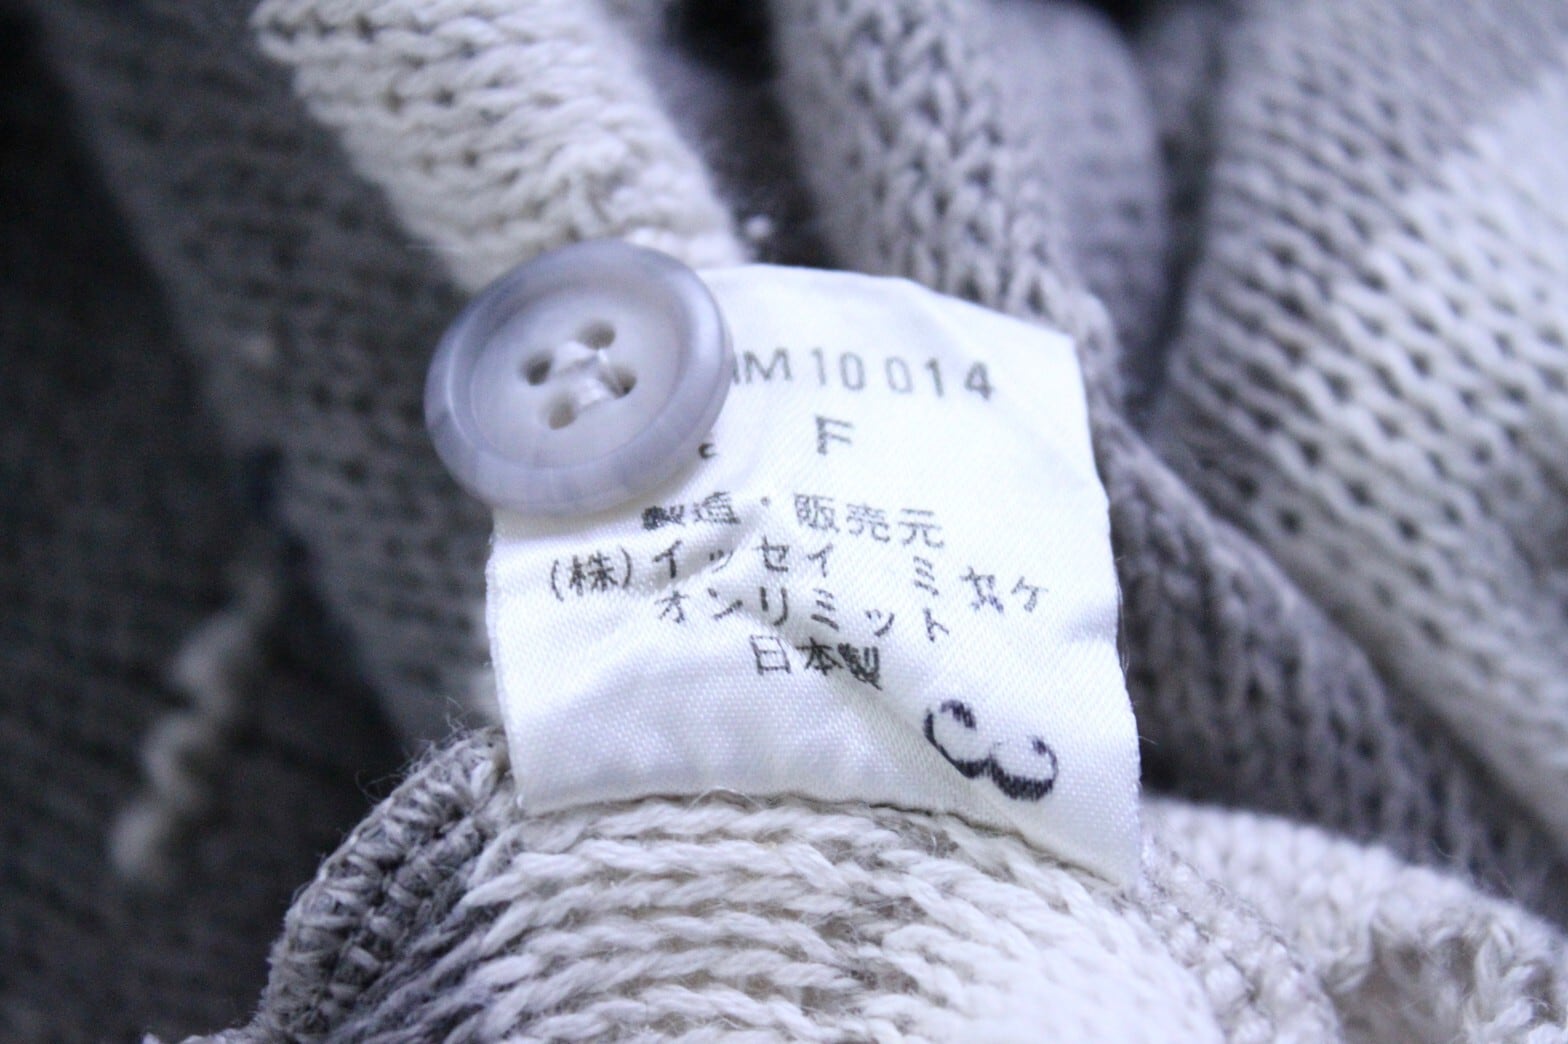 M10014
F
製造・販売元
(株)イッセイ ミヤケ
オンリミット
日本製